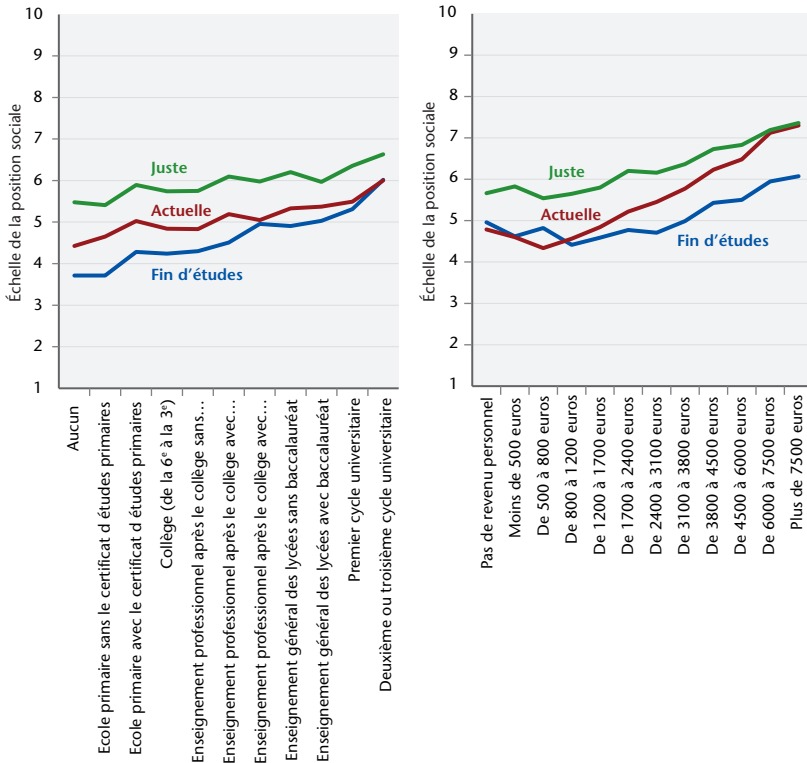 Échelle de la position sociale
10
9
8
7
6
5
4
3
2
1
Juste
Actuelle
Fin d’études
Aucun
Ecole primaire sans le certificat d études primaires
Ecole primaire avec le certificat d études primaires
Collège (de la 6e à la 3e)
Enseignement professionnel après le collège sans…
Enseignement professionnel après le collège avec…
Enseignement professionnel après le collège avec…
Enseignement général des lycées sans baccalauréat
Enseignement général des lycées avec baccalauréat
Premier cycle universitaire
Deuxième ou troisième cycle universitaire
Échelle de la position sociale
10
9
8
7
6
5
4
3
2
1
Juste
Actuelle
Fin d’études
Pas de revenu personnel
Moins de 500 euros
De 500 à 800 euros
De 800 à 1200 euros
De 1200 à 1700 euros
De 1700 à 2400 euros
De 2400 à 3100 euros
De 3100 à 3800 euros
De 3800 à 4500 euros
De 4500 à 6000 euros
De 6000 à 7500 euros
Plus de 7500 euros